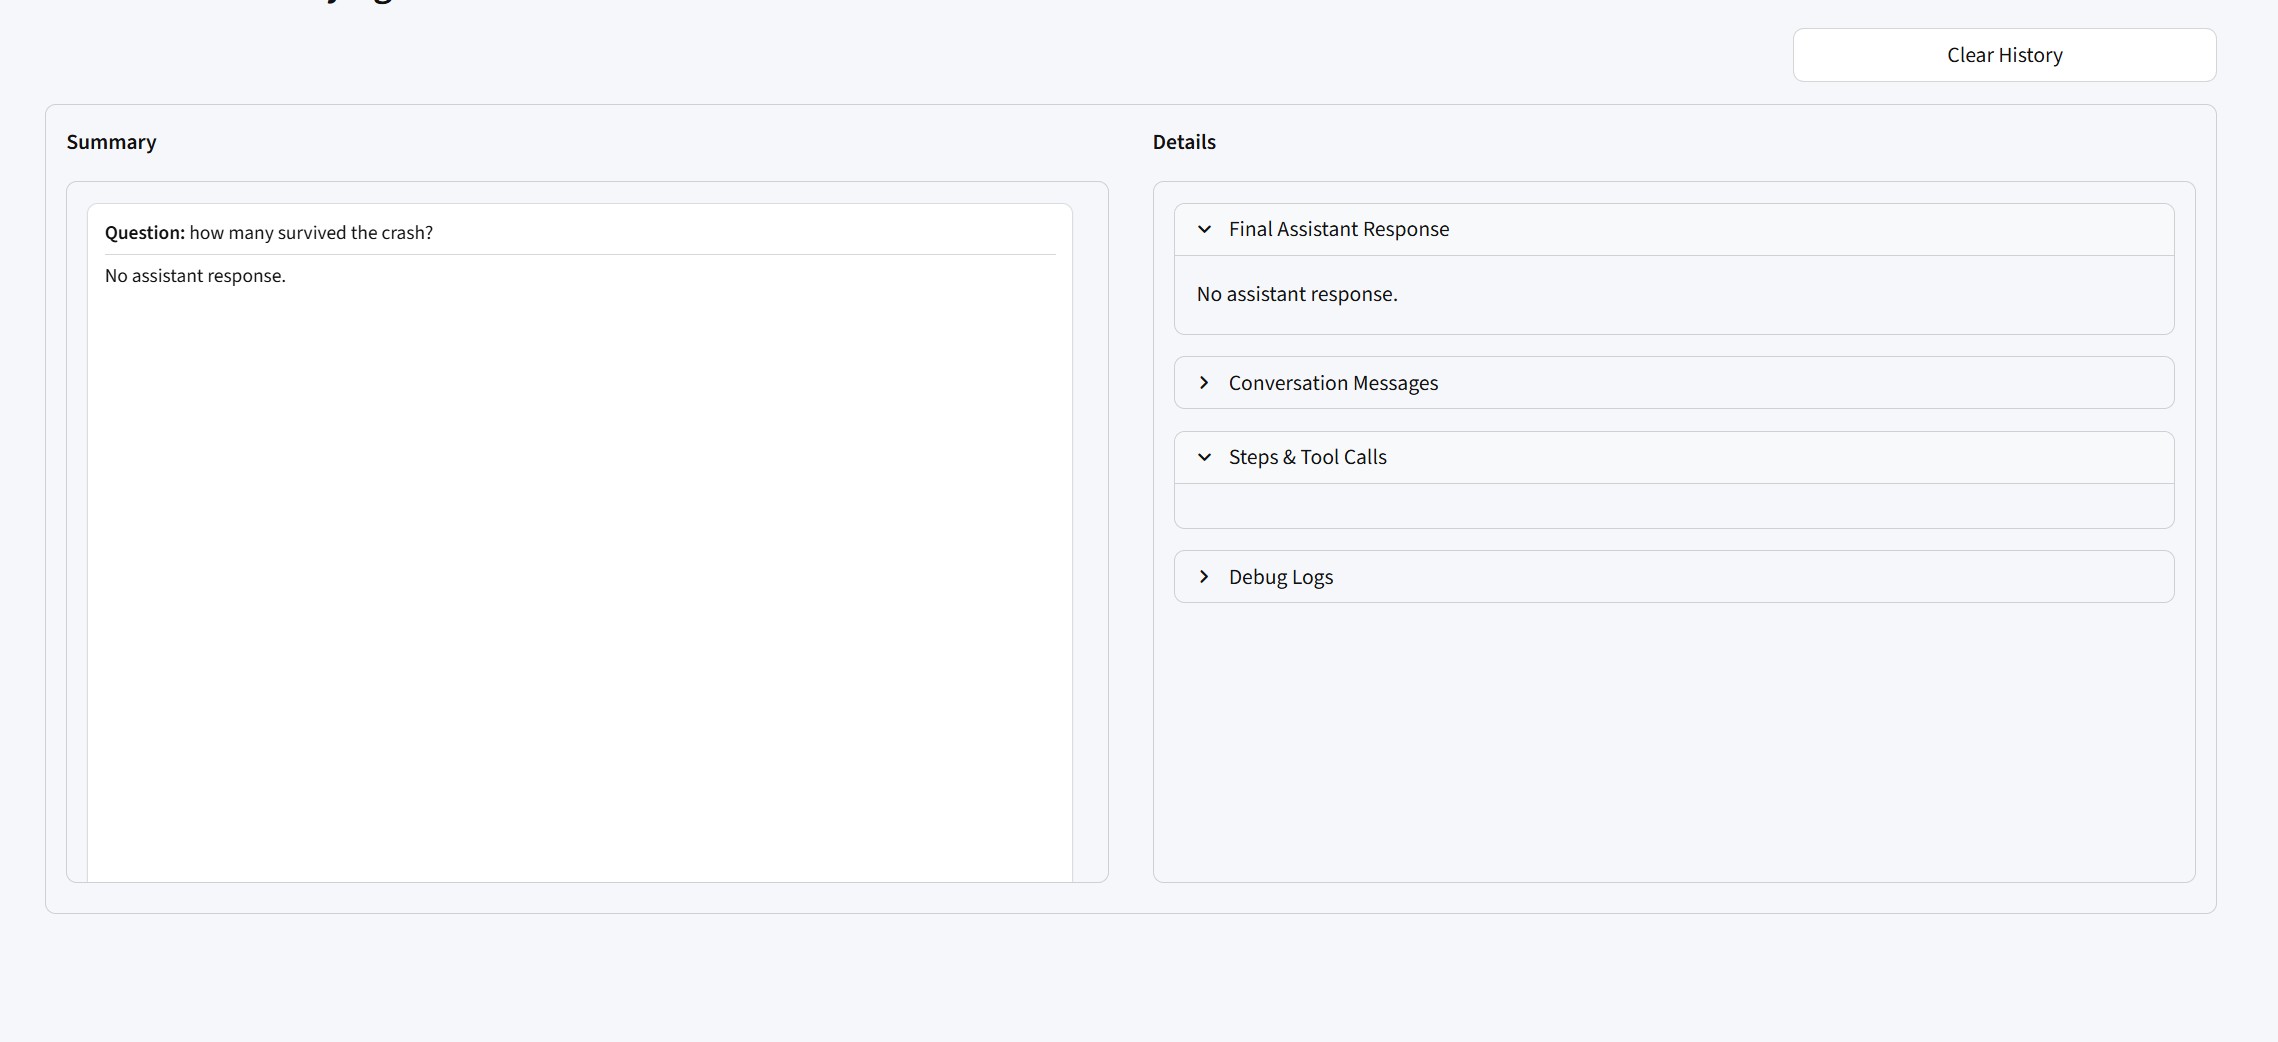 Clear History
Summary
Question: how many survived the crash?
No assistant response.
Details
Final Assistant Response
No assistant response.
Conversation Messages
Steps & Tool Calls
Debug Logs